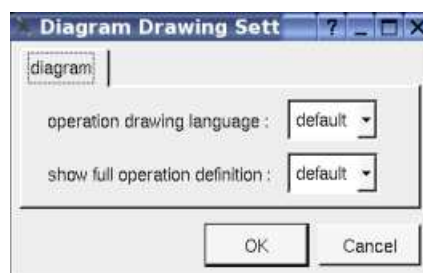 Diagram Drawing Sett ? _ X
diagram
operation drawing language : default
show full operation definition : default
OK Cancel